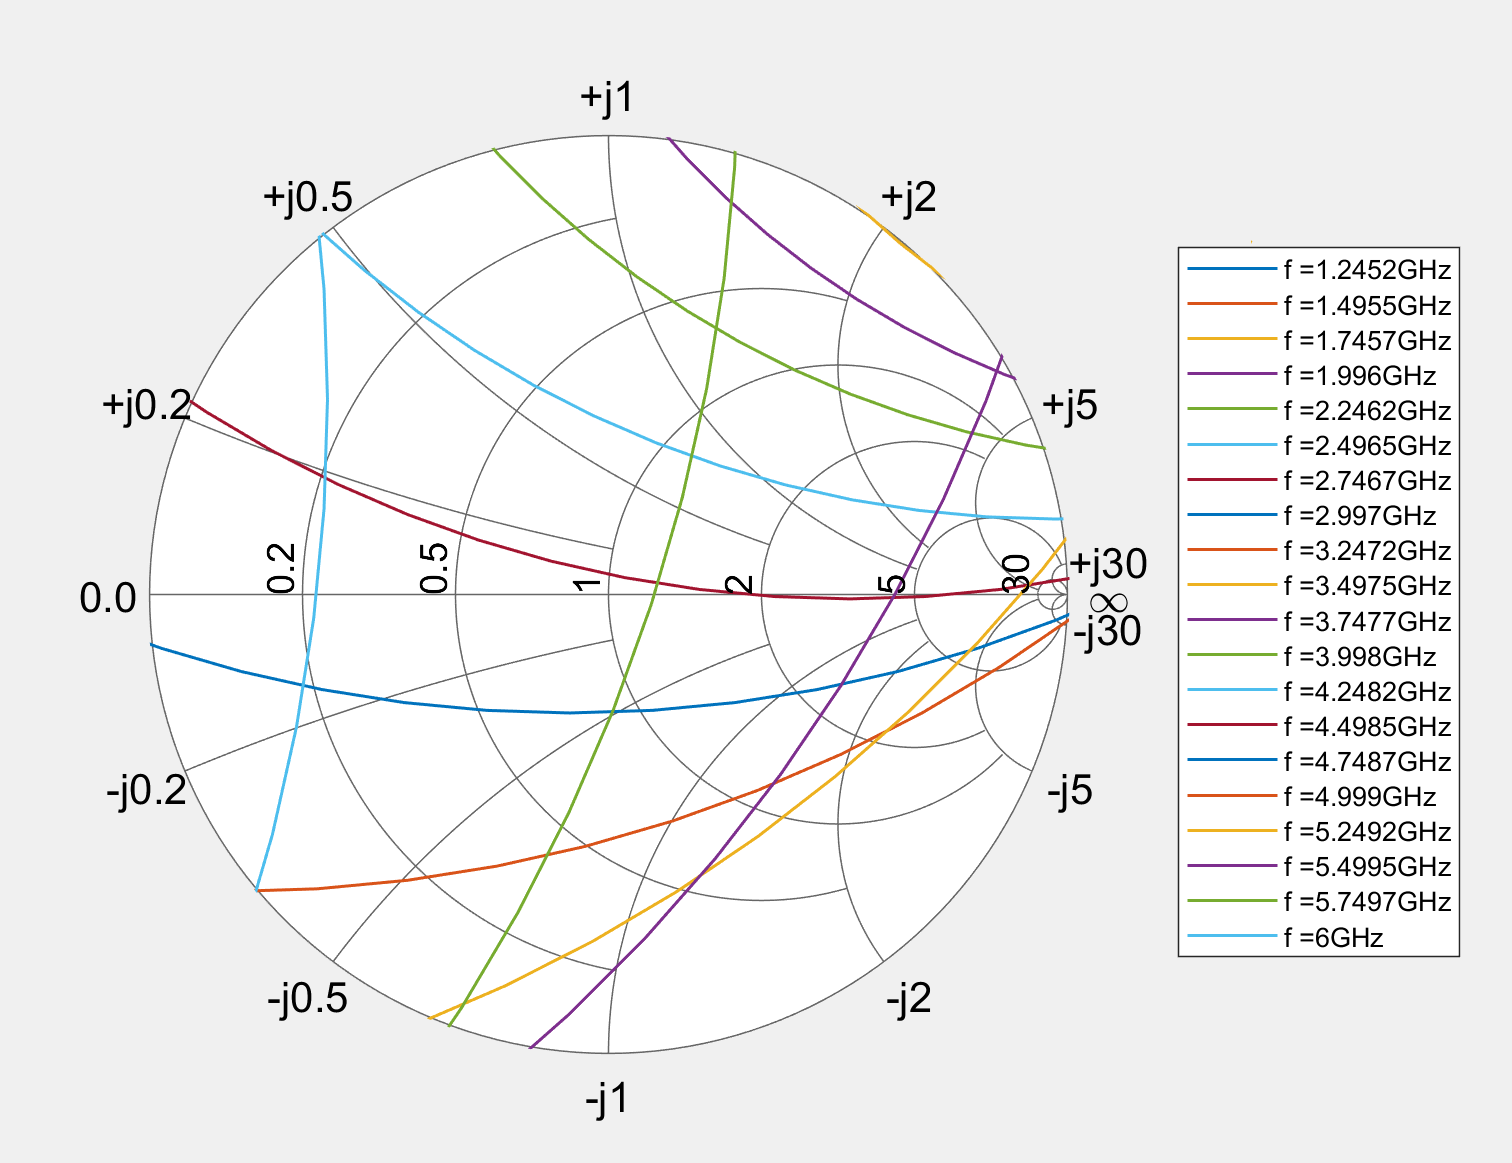 +j1
+j0.5
+j2
+j0.2
+j5
0.0
0.2
0.5
1
2
5
30
+j30
∞
-j30
-j0.2
-j5
-j0.5
-j2
-j1
f =1.2452GHz
f =1.4955GHz
f =1.7457GHz
f =1.996GHz
f =2.2462GHz
f =2.4965GHz
f =2.7467GHz
f =2.997GHz
f =3.2472GHz
f =3.4975GHz
f =3.7477GHz
f =3.998GHz
f =4.2482GHz
f =4.4985GHz
f =4.7487GHz
f =4.999GHz
f =5.2492GHz
f =5.4995GHz
f =5.7497GHz
f =6GHz